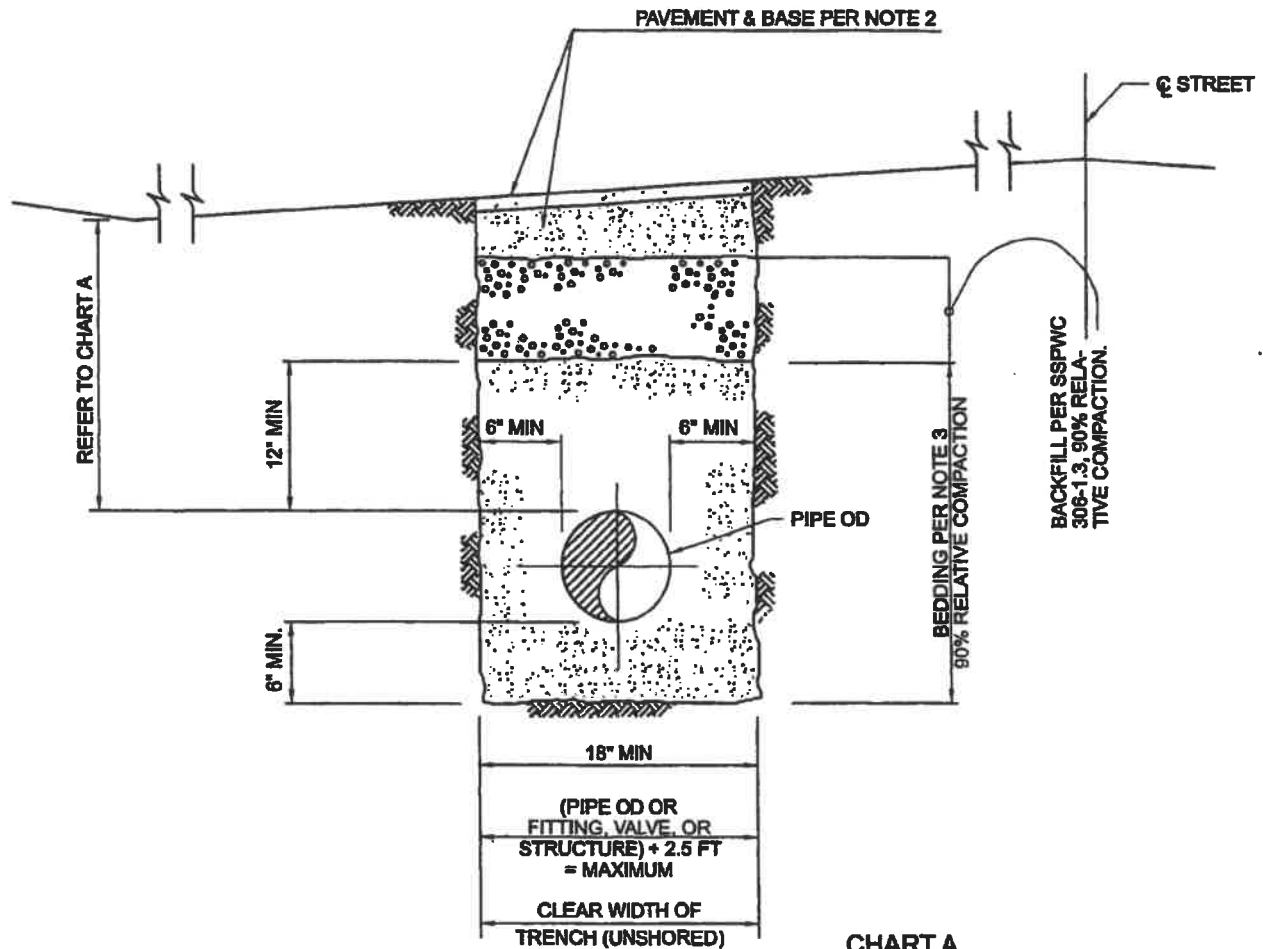 PAVEMENT & BASE PER NOTE 2
℄ STREET
REFER TO CHART A
12" MIN
6" MIN
6" MIN
PIPE OD
6" MIN.
BEDDING PER NOTE 3
90% RELATIVE COMPACTION
BACKFILL PER SSPWC
306-1.3, 90% RELA-
TIVE COMPACTION.
18" MIN
(PIPE OD OR
FITTING, VALVE, OR
STRUCTURE) + 2.5 FT
= MAXIMUM
CLEAR WIDTH OF
TRENCH (UNSHORED)
CHART A